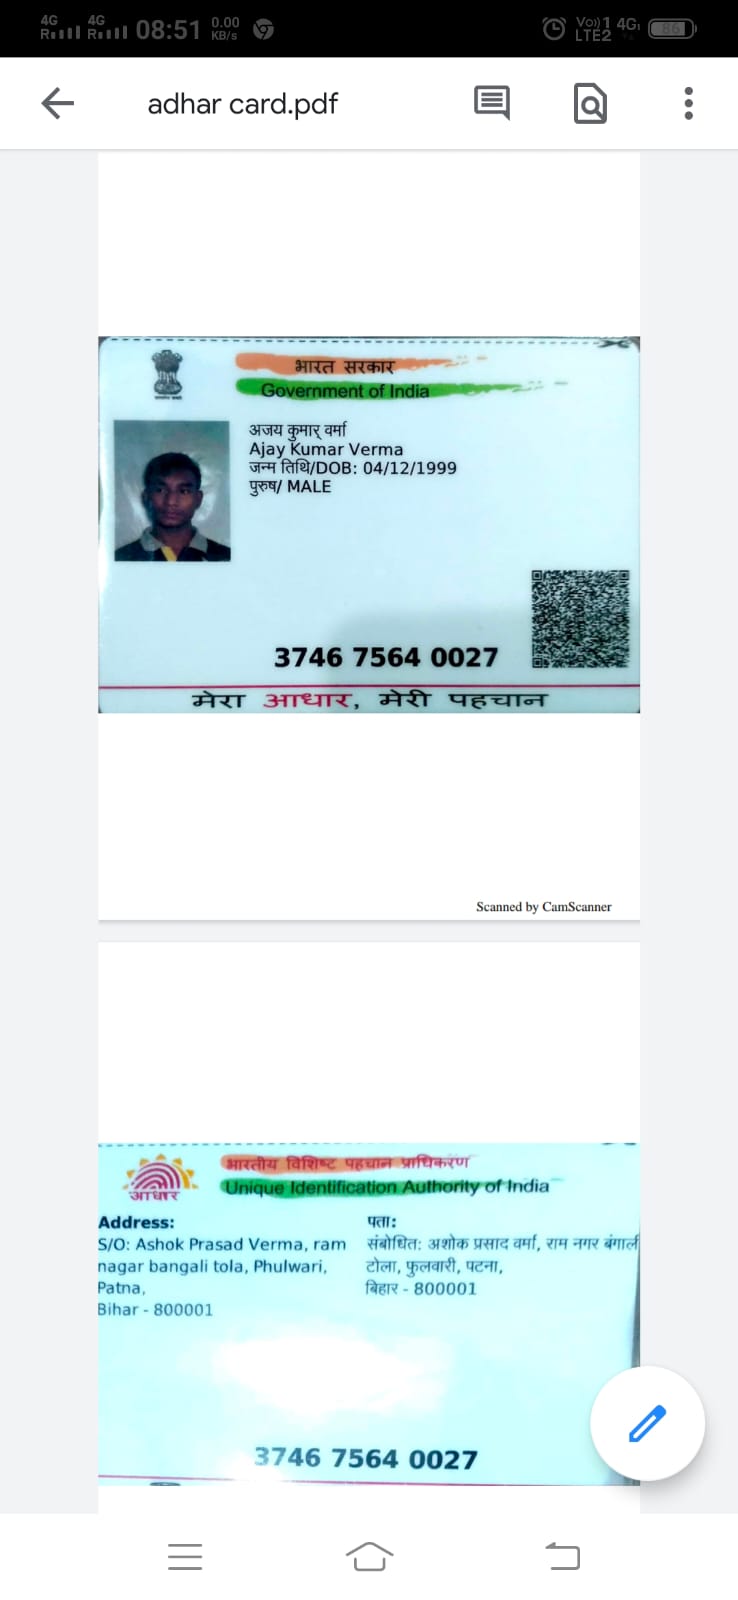 4G 4G
R R 08:51 0.00 KB/s
Vo)) 1 4G
LTE2
86
adhar card.pdf
भारत सरकार
Government of India
अजय कुमार् वर्मा
Ajay Kumar Verma
जन्म तिथि/DOB: 04/12/1999
पुरुष/ MALE
3746 7564 0027
मेरा आधार, मेरी पहचान
Scanned by CamScanner
भारतीय विशिष्ट पहचान प्राधिकरण
Unique Identification Authority of India
आधार
Address:
S/O: Ashok Prasad Verma, ram
nagar bangali tola, Phulwari,
Patna,
Bihar - 800001
पता:
संबोधित: अशोक प्रसाद वर्मा, राम नगर
टोला, फुलवारी, पटना,
बिहार - 800001
3746 7564 0027